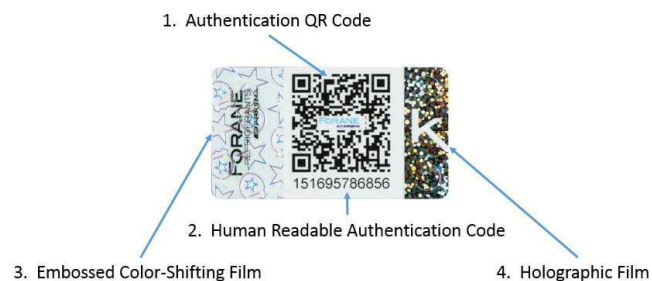 1. Authentication QR Code
FORANE
REFRIGERANTS
FORANE
151695786856
K
2. Human Readable Authentication Code
3. Embossed Color-Shifting Film
4. Holographic Film